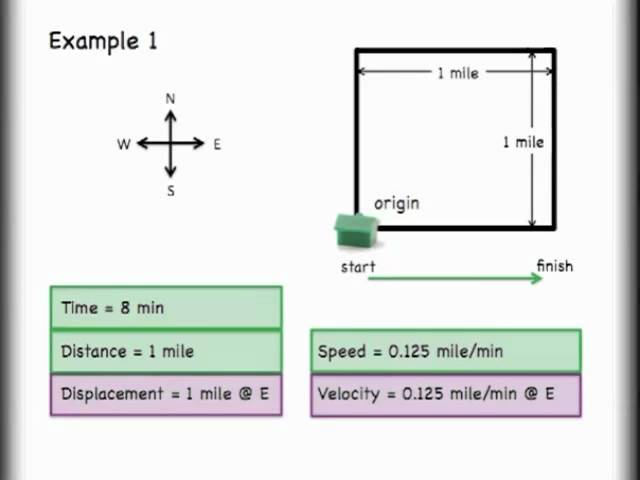 Example 1
N
W
E
S
1 mile
1 mile
origin
start
finish
Time = 8 min
Distance = 1 mile
Displacement = 1 mile @ E
Speed = 0.125 mile/min
Velocity = 0.125 mile/min @ E